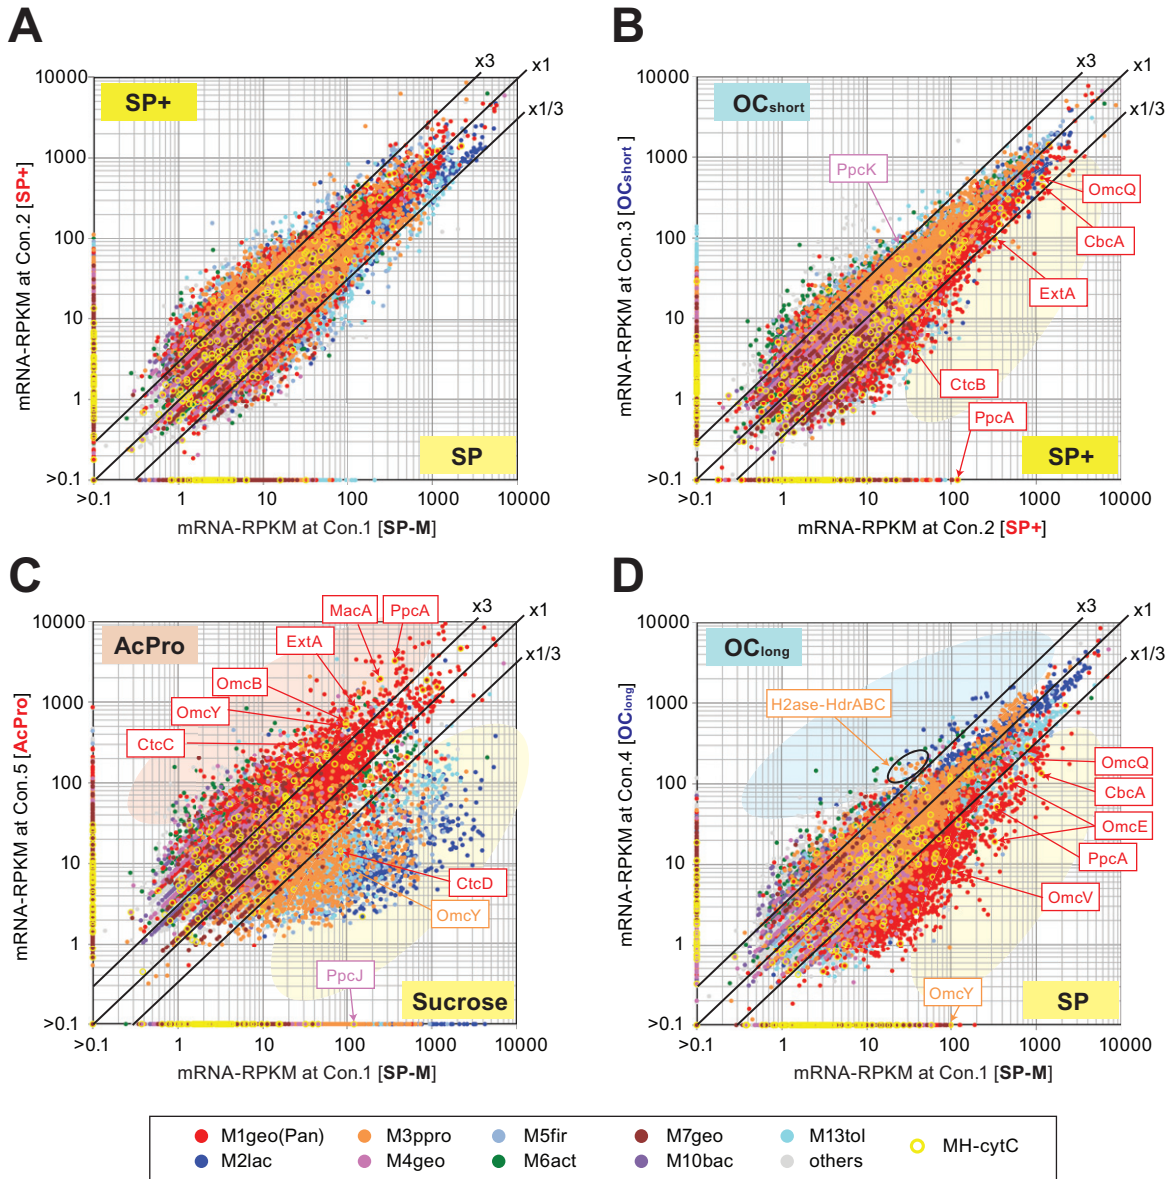 A
SP+
x3
x1
x1/3
10000
1000
100
10
1
>0.1
mRNA-RPKM at Con.2 [SP+]
SP
>0.1
1
10
100
1000
10000
mRNA-RPKM at Con.1 [SP-M]
B
OCshort
x3
x1
x1/3
10000
1000
100
10
1
>0.1
mRNA-RPKM at Con.3 [OCshort]
PpcK
OmcQ
CbcA
ExtA
CtcB
PpcA
SP+
>0.1
1
10
100
1000
10000
mRNA-RPKM at Con.2 [SP+]
C
AcPro
MacA
PpcA
x3
x1
x1/3
10000
1000
100
10
1
>0.1
mRNA-RPKM at Con.5 [AcPro]
ExtA
OmcB
OmcY
CtcC
CtcD
OmcY
PpcJ
Sucrose
>0.1
1
10
100
1000
10000
mRNA-RPKM at Con.1 [SP-M]
D
OClong
x3
x1
x1/3
10000
1000
100
10
1
>0.1
mRNA-RPKM at Con.4 [OClong]
H2ase-HdrABC
OmcQ
CbcA
OmcE
PpcA
OmcV
OmcY
SP
>0.1
1
10
100
1000
10000
mRNA-RPKM at Con.1 [SP-M]
M1geo(Pan)
M3ppro
M5fir
M7geo
M13tol
MH-cytC
M2lac
M4geo
M6act
M10bac
others